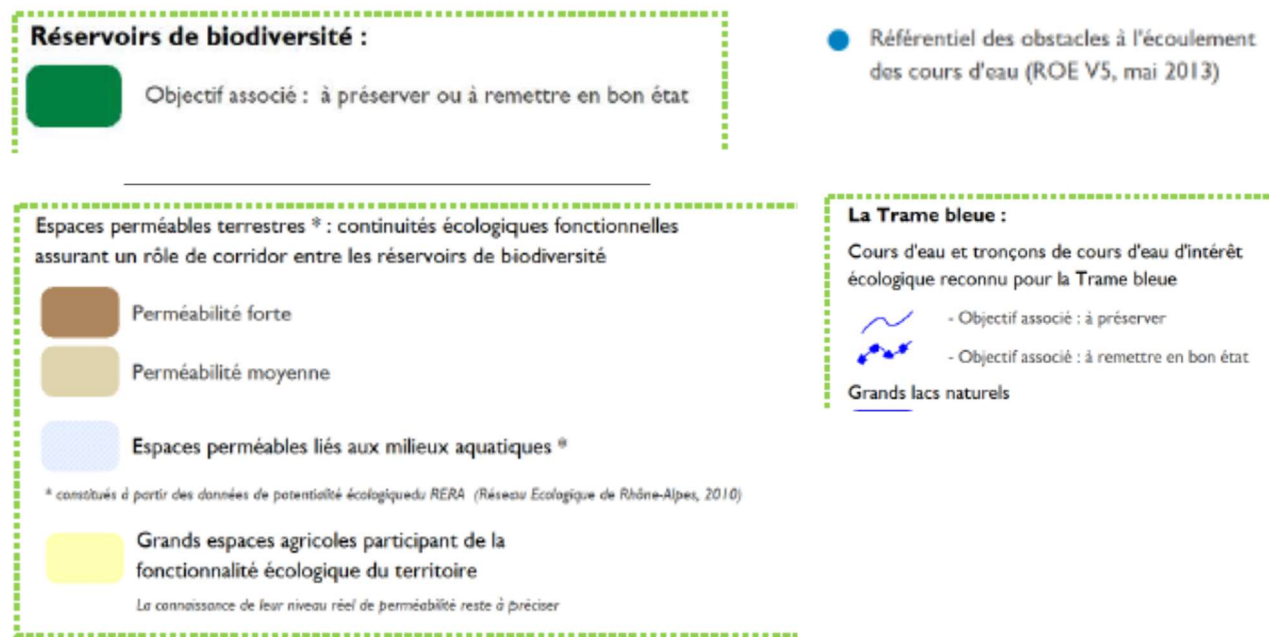 Réservoirs de biodiversité :
Objectif associé : à préserver ou à remettre en bon état
Référentiel des obstacles à l'écoulement
des cours d'eau (ROE V5, mai 2013)
Espaces perméables terrestres * : continuités écologiques fonctionnelles
assurant un rôle de corridor entre les réservoirs de biodiversité
Perméabilité forte
Perméabilité moyenne
Espaces perméables liés aux milieux aquatiques *
* constitués à partir des données de potentialité écologiquedu RERA (Réseau Ecologique de Rhône-Alpes, 2010)
Grands espaces agricoles participant de la
fonctionnalité écologique du territoire
La connaissance de leur niveau réel de perméabilité reste à préciser
La Trame bleue :
Cours d'eau et tronçons de cours d'eau d'intérêt
écologique reconnu pour la Trame bleue
- Objectif associé : à préserver
- Objectif associé : à remettre en bon état
Grands lacs naturels